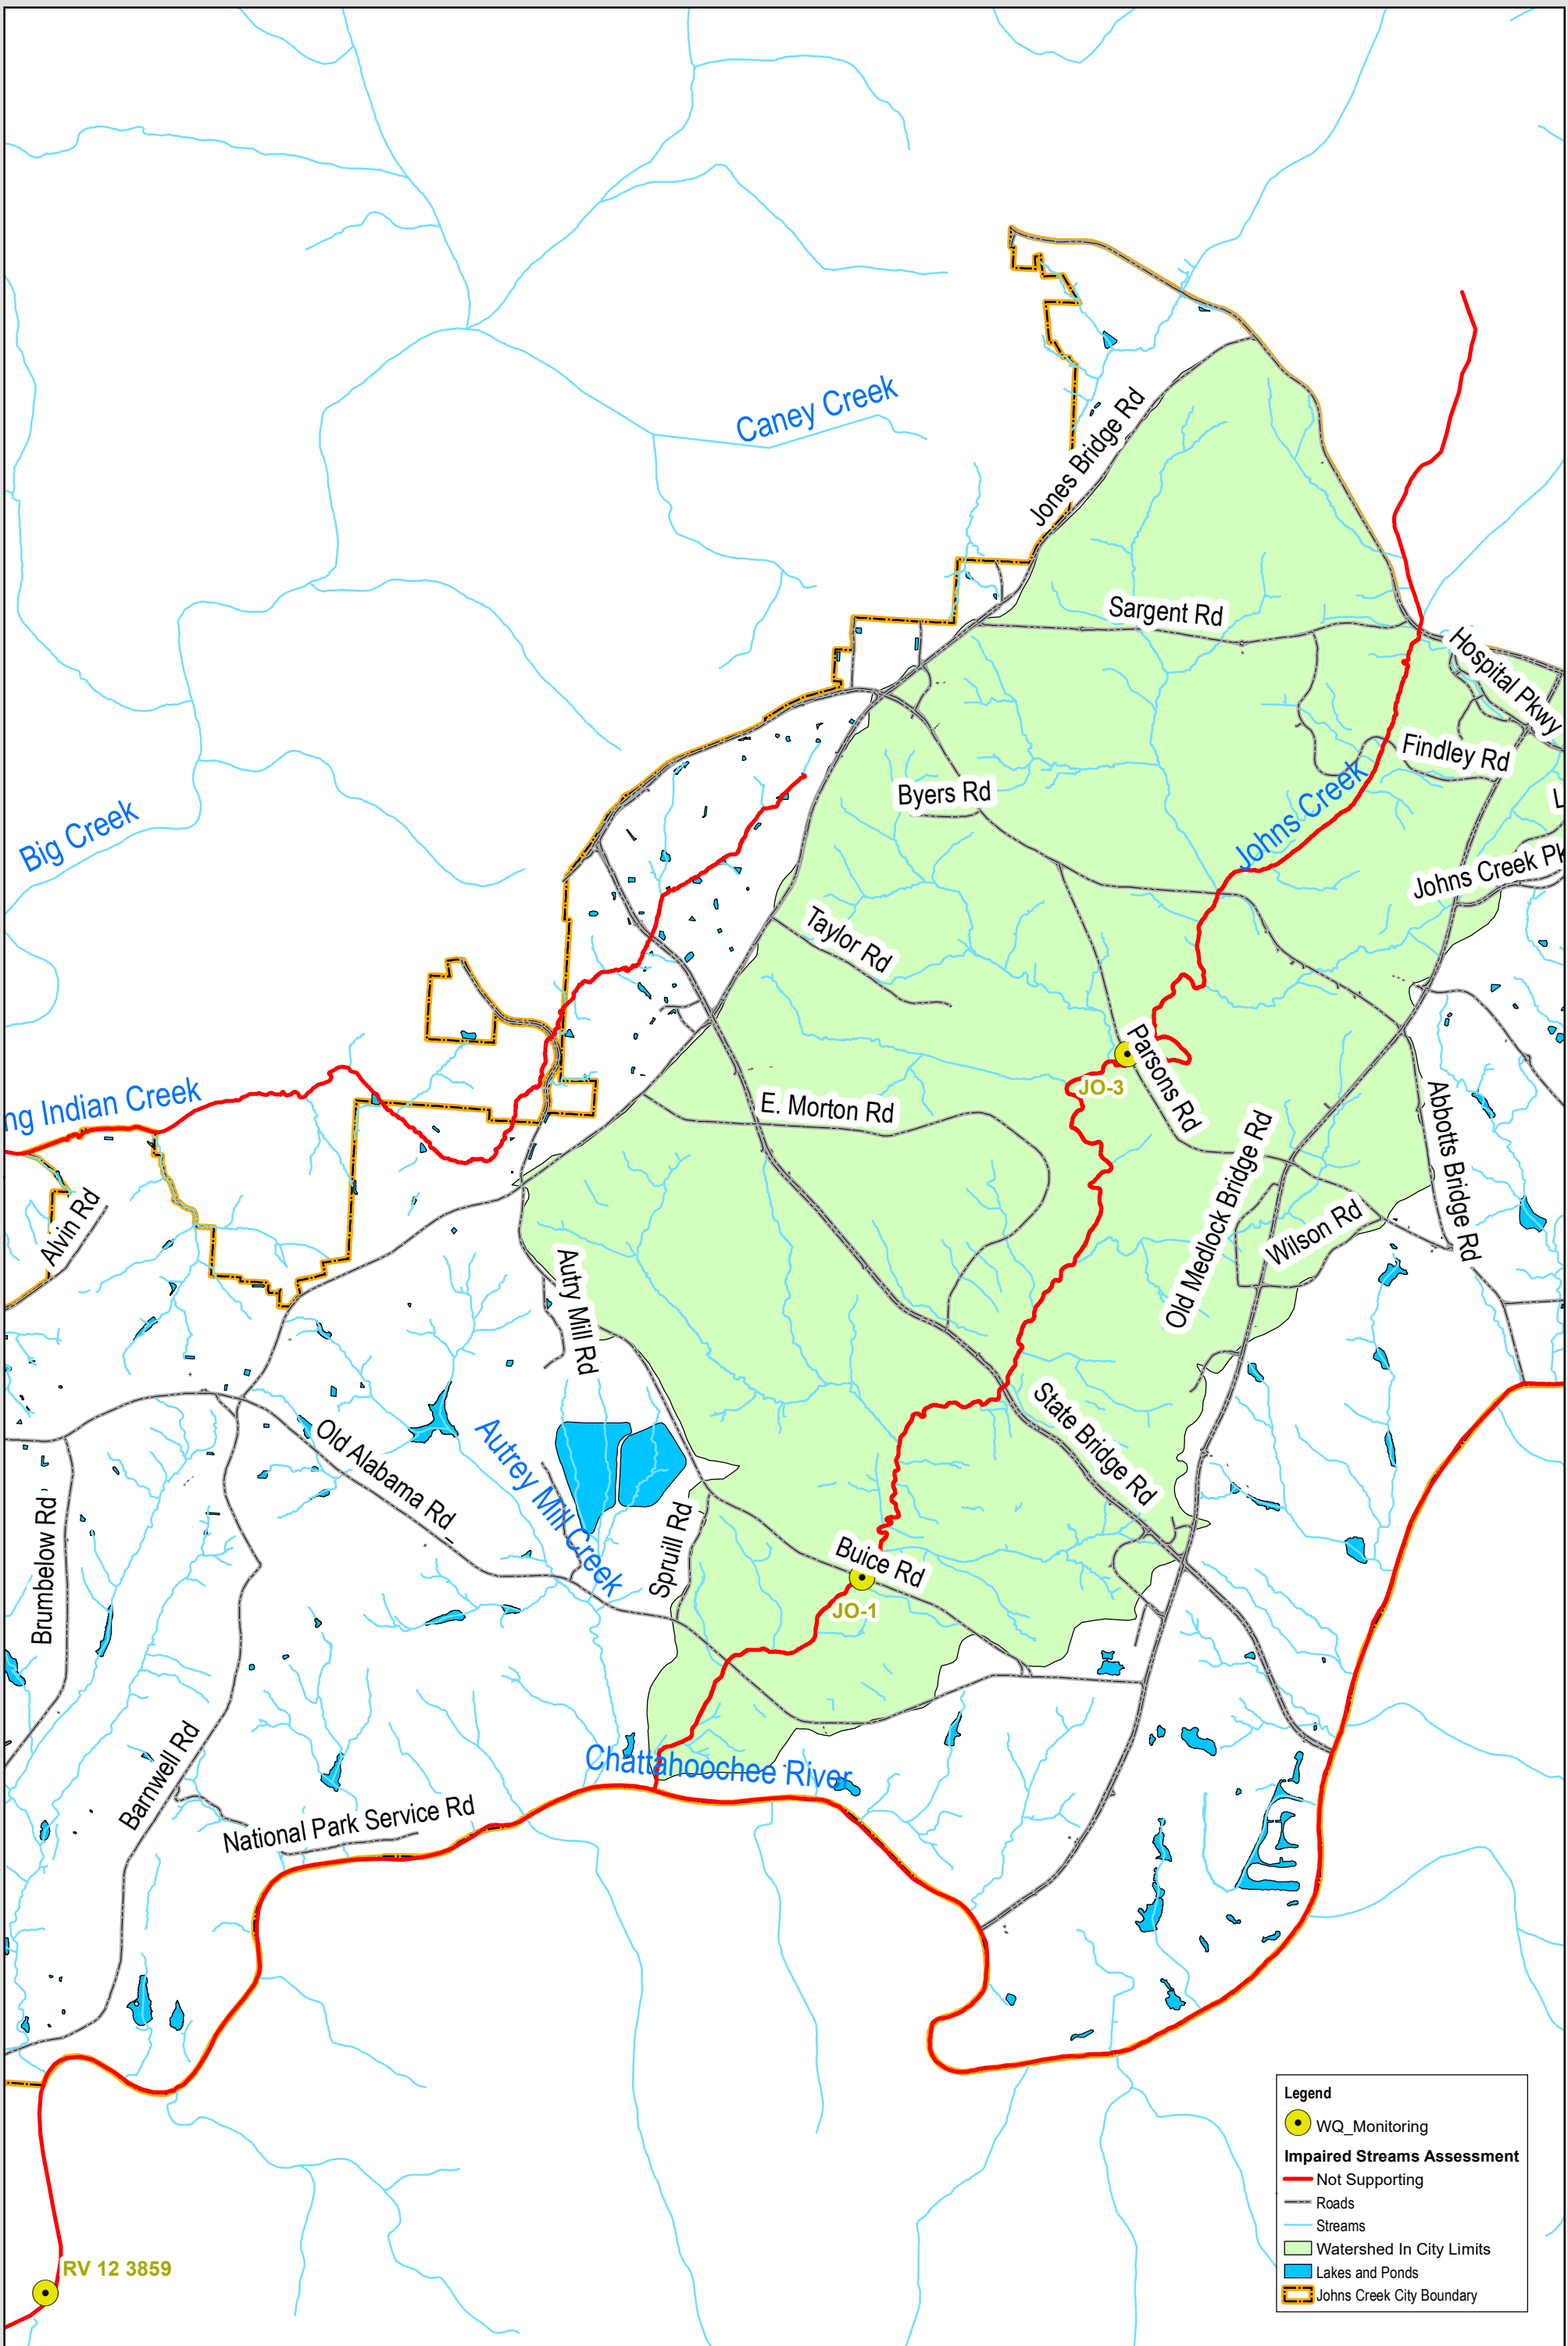 Caney Creek
Jones Bridge Rd
Sargent Rd
Hospital Pkwy
Findley Rd
Byers Rd
Johns Creek
L
Big Creek
Johns Creek Pk
Taylor Rd
Parsons Rd
JO-3
ng Indian Creek
E. Morton Rd
Abbotts Bridge Rd
Old Medlock Bridge Rd
Alvin Rd
Wilson Rd
Autry Mill Rd
State Bridge Rd
Old Alabama Rd_
Autrey Mill Creek
Brumbelow Rd
Spruill Rd
Buice Rd
JO-1
Barnwell Rd
Chattahoochee River
National Park Service Rd
RV 12 3859
Legend
WQ_Monitoring
Impaired Streams Assessment
Not Supporting
Roads
Streams
Watershed In City Limits
Lakes and Ponds
Johns Creek City Boundary